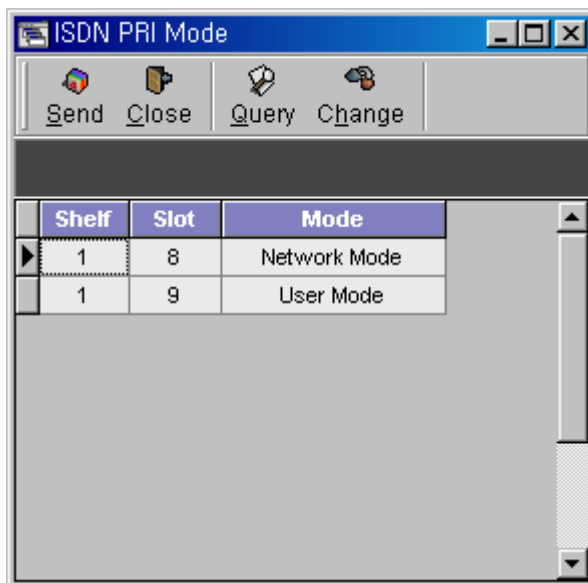 ISDN PRI Mode
Send Close Query Change
Shelf Slot Mode
1 8 Network Mode
1 9 User Mode